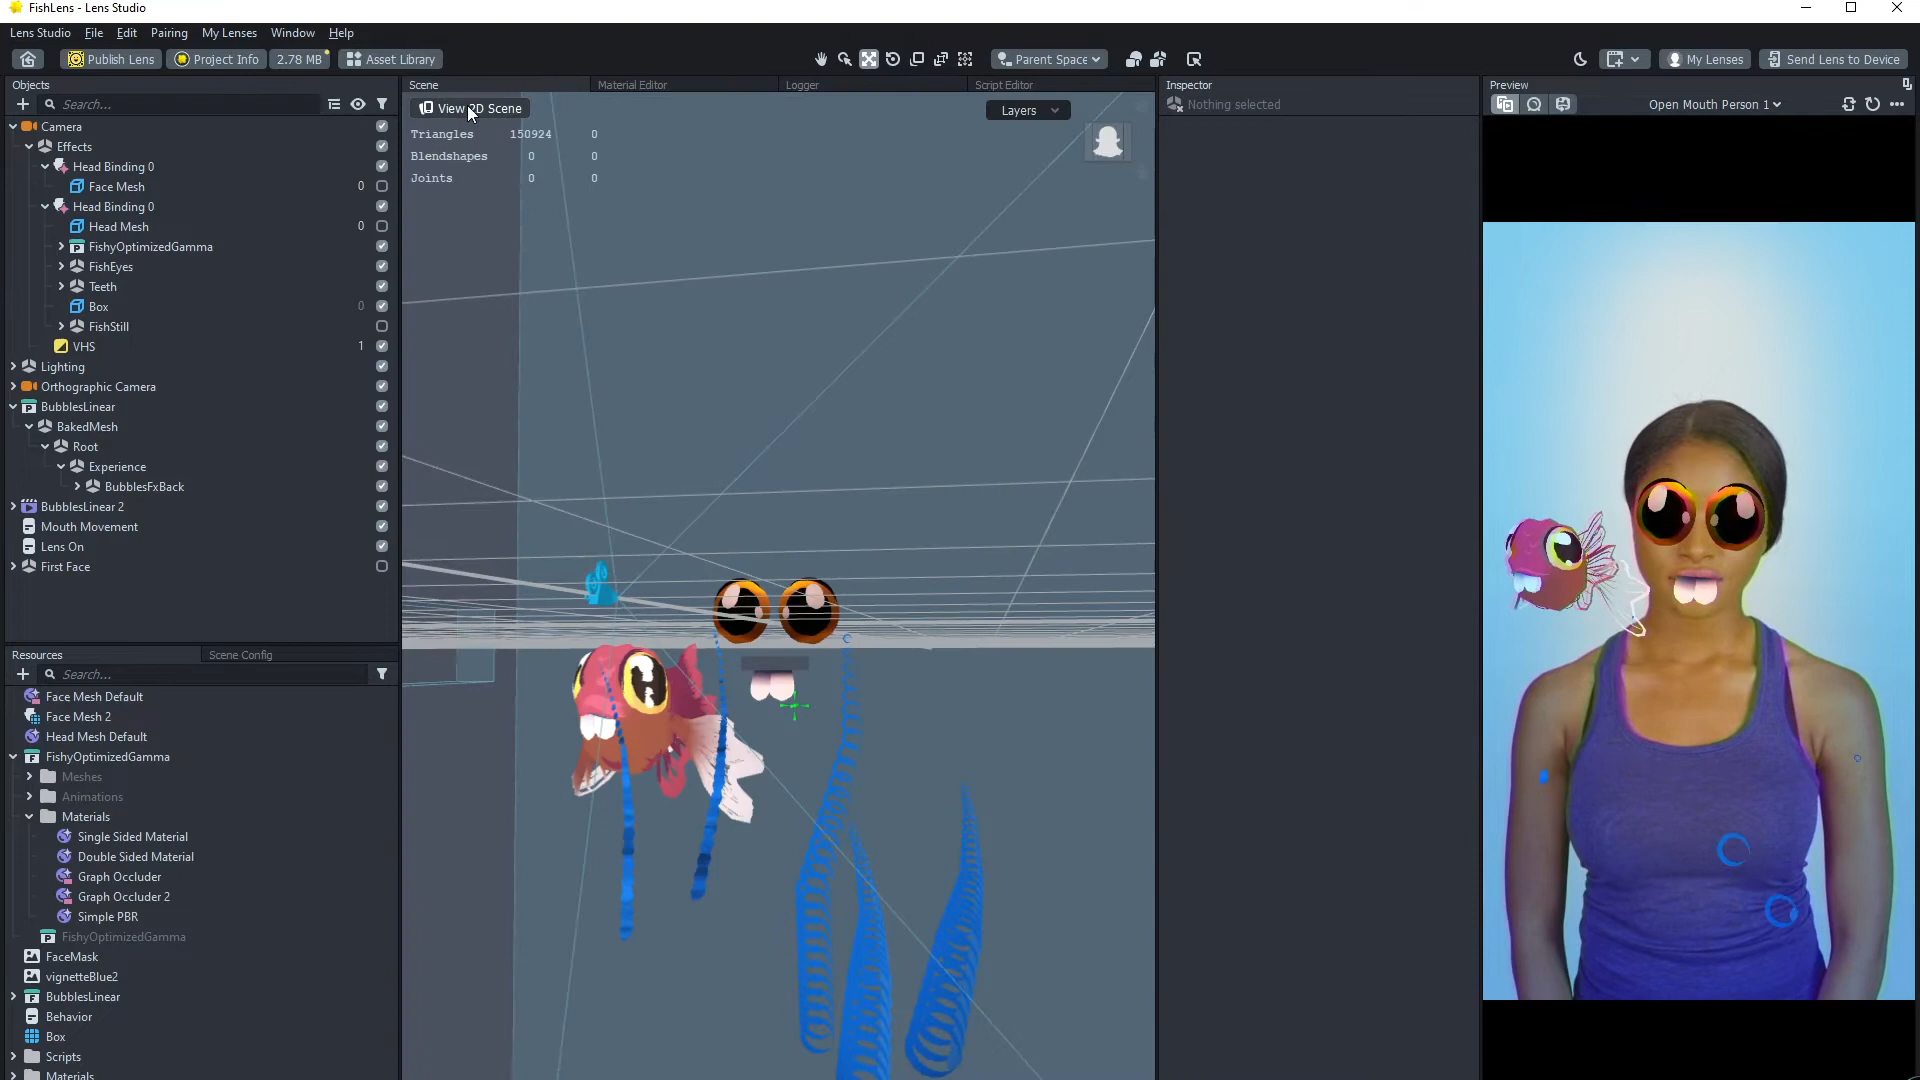 FishLens - Lens Studio
Lens Studio File Edit Pairing My Lenses Window Help
Publish Lens Project Info 2.78 MB Asset Library Parent Space My Lenses Send Lens to Device
Objects
Search...
Camera
Effects
Head Binding 0
Face Mesh 0
Head Binding 0
Head Mesh 0
FishyOptimizedGamma
FishEyes
Teeth
Box 0
FishStill
VHS 1
Lighting
Orthographic Camera
BubblesLinear
BakedMesh
Root
Experience
BubblesFxBack
BubblesLinear 2
Mouth Movement
Lens On
First Face
Resources Scene Config
Search...
Face Mesh Default
Face Mesh 2
Head Mesh Default
FishyOptimizedGamma
Meshes
Animations
Materials
Single Sided Material
Double Sided Material
Graph Occluder
Graph Occluder 2
Simple PBR
FishyOptimizedGamma
FaceMask
vignetteBlue2
BubblesLinear
Behavior
Box
Scripts
Materials
Scene Material Editor Logger Script Editor
View 2D Scene
Layers
Triangles 150924 0
Blendshapes 0 0
Joints 0 0
Inspector
Nothing selected
Preview
Open Mouth Person 1